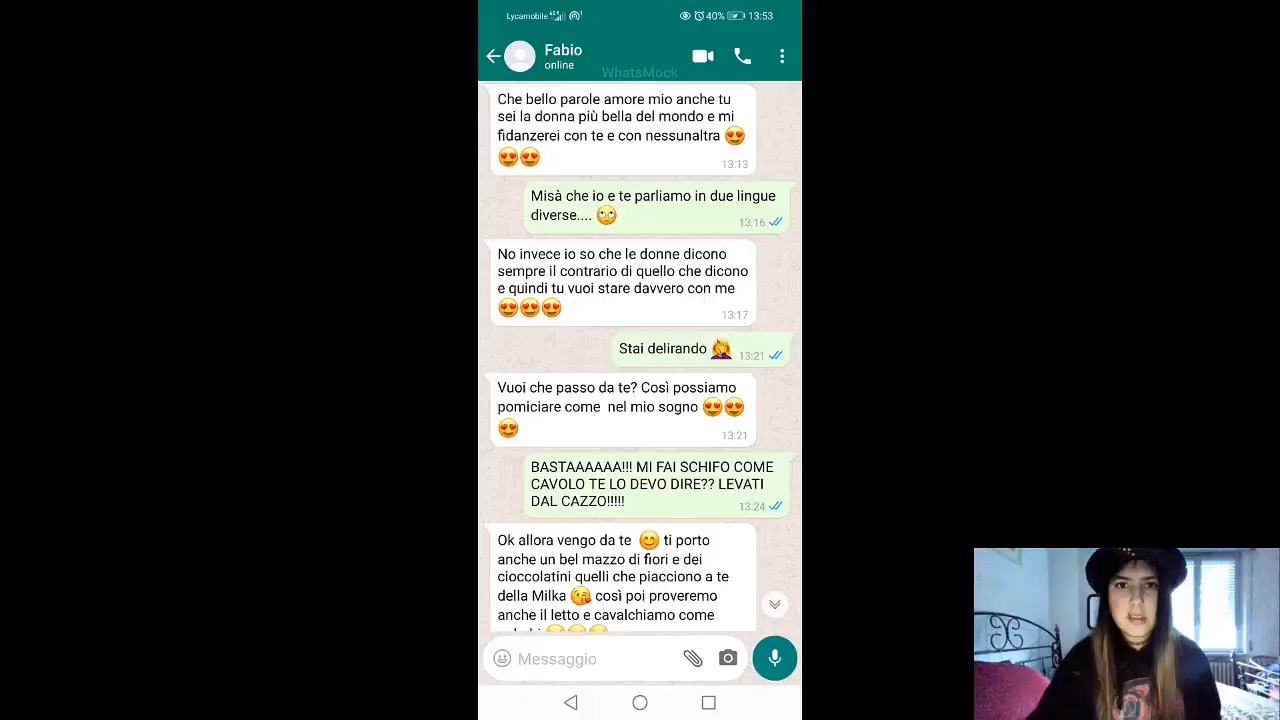 Lycamobile 40% 13:53
Fabio
online
WhatsMock
Che bello parole amore mio anche tu
sei la donna più bella del mondo e mi
fidanzerei con te e con nessunaltra
13:13
Misà che io e te parliamo in due lingue
diverse....
13:16
No invece io so che le donne dicono
sempre il contrario di quello che dicono
e quindi tu vuoi stare davvero con me
13:17
Stai delirando
13:21
Vuoi che passo da te? Così possiamo
pomiciare come nel mio sogno
13:21
BASTAAAAAA!!! MI FAI SCHIFO COME
CAVOLO TE LO DEVO DIRE?? LEVATI
DAL CAZZO!!!!!
13:24
Ok allora vengo da te ti porto
anche un bel mazzo di fiori e dei
cioccolatini quelli che piacciono a te
della Milka così poi proveremo
anche il letto e cavalchiamo come
Messaggio